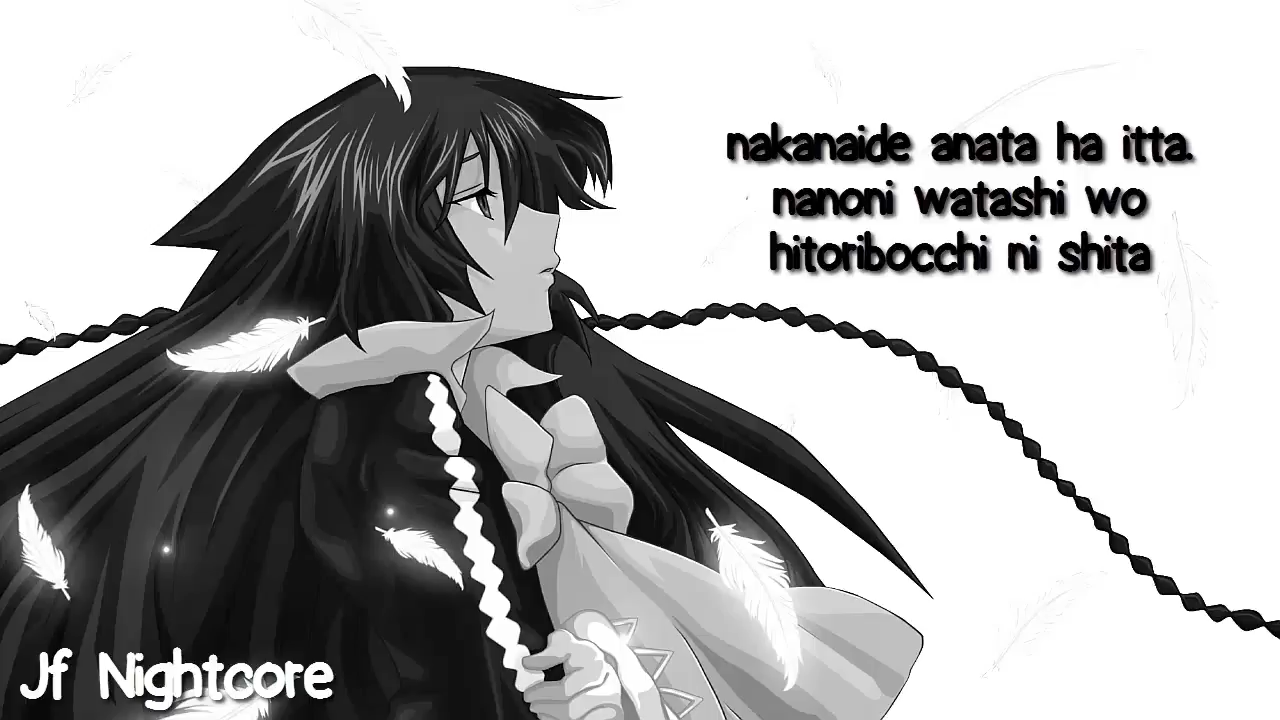 nakanaide anata ha itta.
nanoni watashi wo
hitoribocchi ni shita
Jf Nightcore